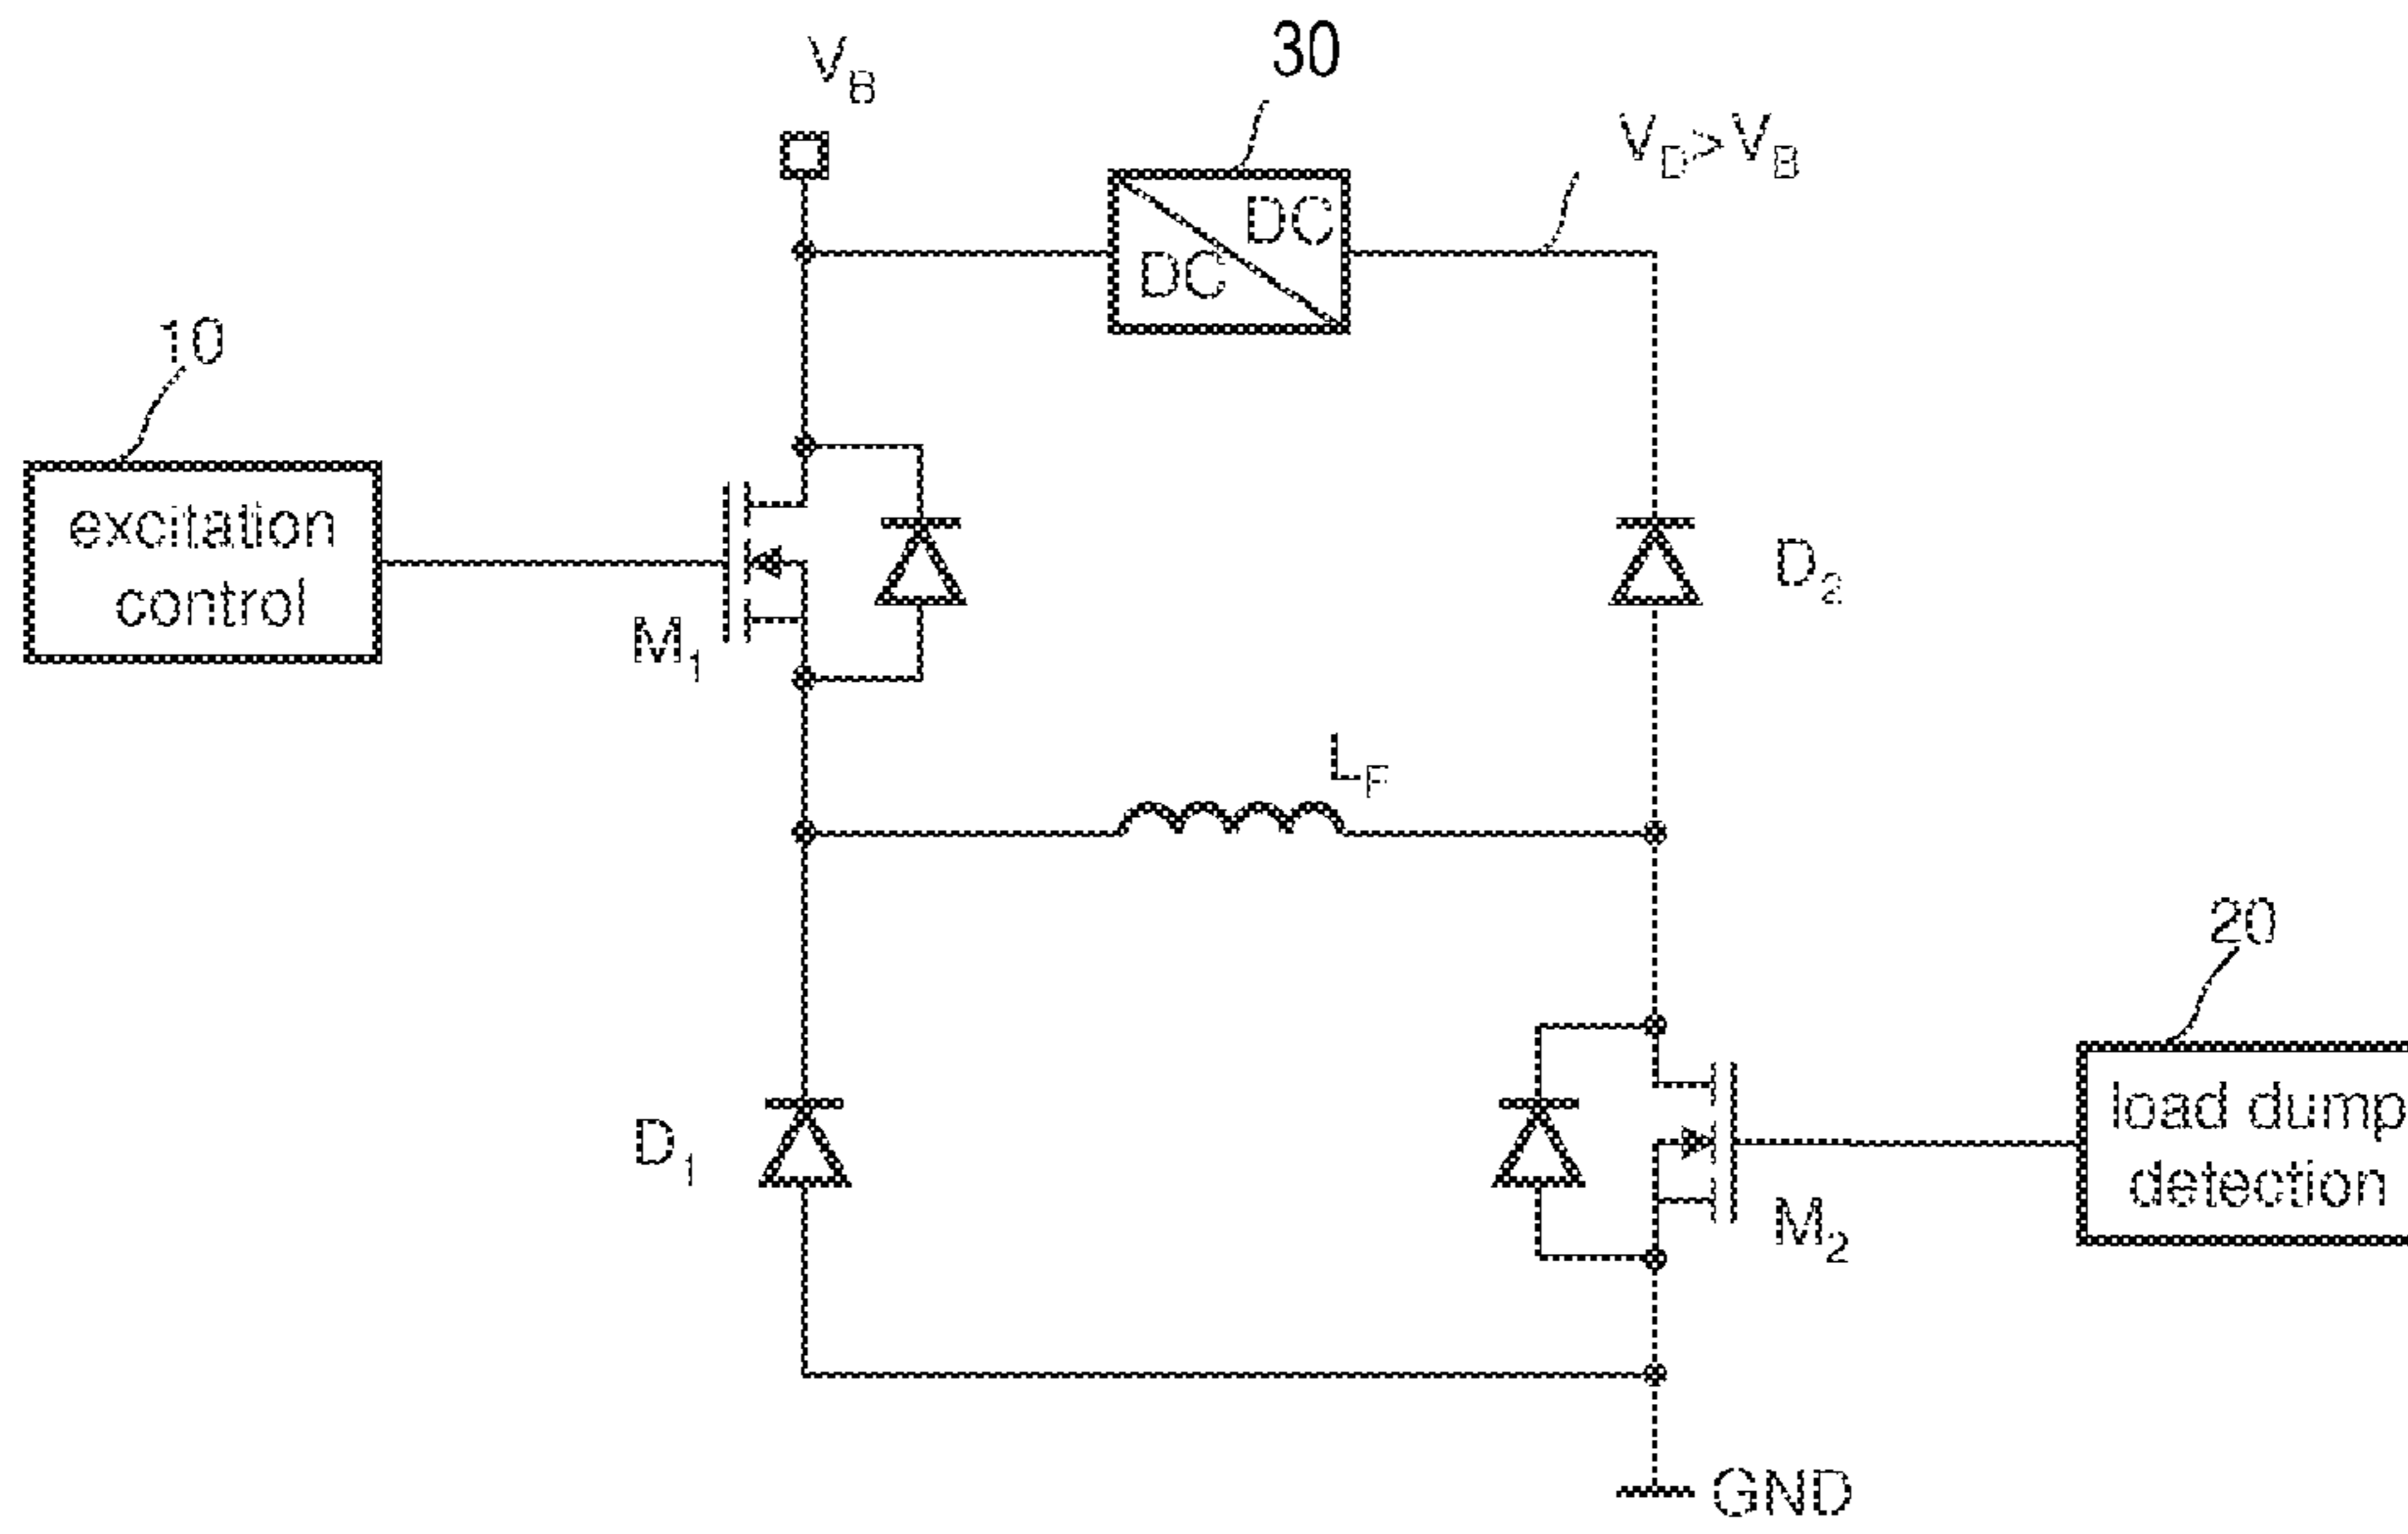 30
V_B
V_D>V_B
DC
DC
10
excitation
control
D_2
M_1
L_F
20
load dump
detection
D_1
M_2
GND